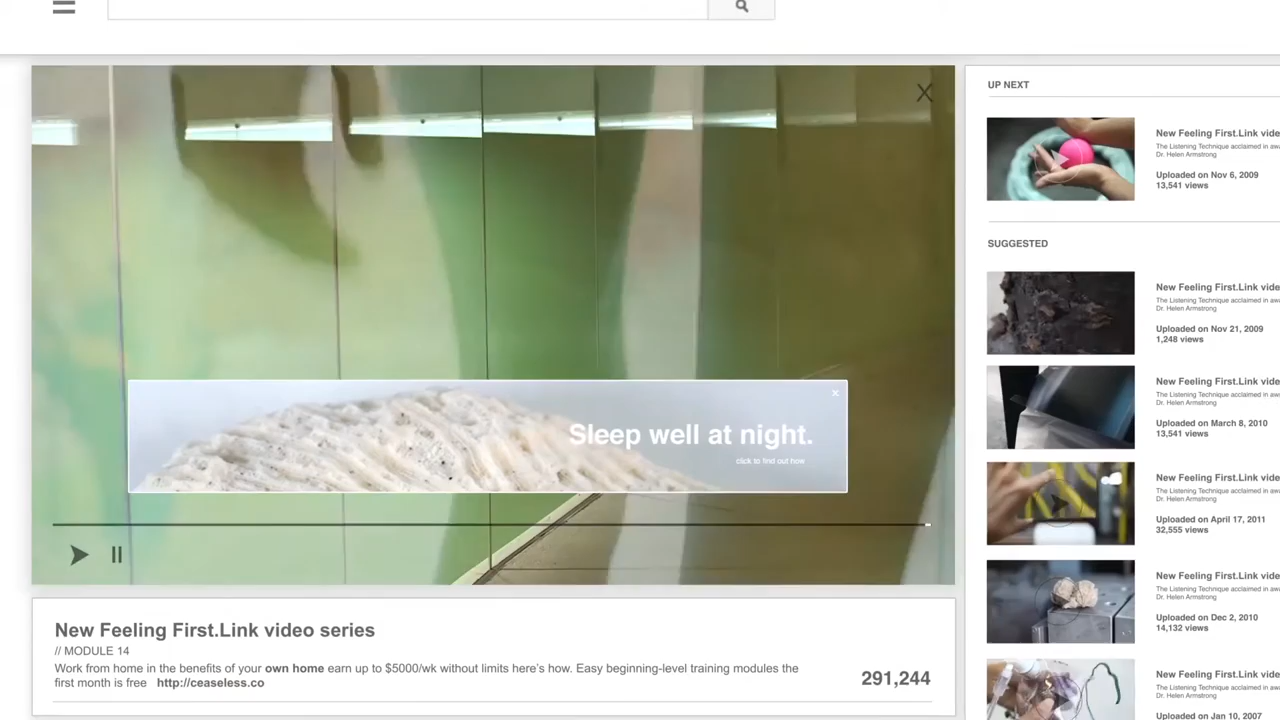 X
×
Sleep well at night.
click to find out how
New Feeling First.Link video series
// MODULE 14
Work from home in the benefits of your own home earn up to $5000/wk without limits here's how. Easy beginning-level training modules the
first month is free http://ceaseless.co
291,244
UP NEXT
New Feeling First.Link vide
The Listening Technique acclaimed in awa
Dr. Helen Armstrong
Uploaded on Nov 6, 2009
13,541 views
SUGGESTED
New Feeling First.Link vide
The Listening Technique acclaimed in awa
Dr. Helen Armstrong
Uploaded on Nov 21, 2009
1,248 views
New Feeling First.Link vide
The Listening Technique acclaimed in awa
Dr. Helen Armstrong
Uploaded on March 8, 2010
13,541 views
New Feeling First.Link vide
The Listening Technique acclaimed in awa
Dr. Helen Armstrong
Uploaded on April 17, 2011
32,555 views
New Feeling First.Link vide
The Listening Technique acclaimed in awa
Dr. Helen Armstrong
Uploaded on Dec 2, 2010
14,132 views
New Feeling First.Link vide
The Listening Technique acclaimed in awa
Dr. Helen Armstrong
Uploaded on Jan 10, 2007